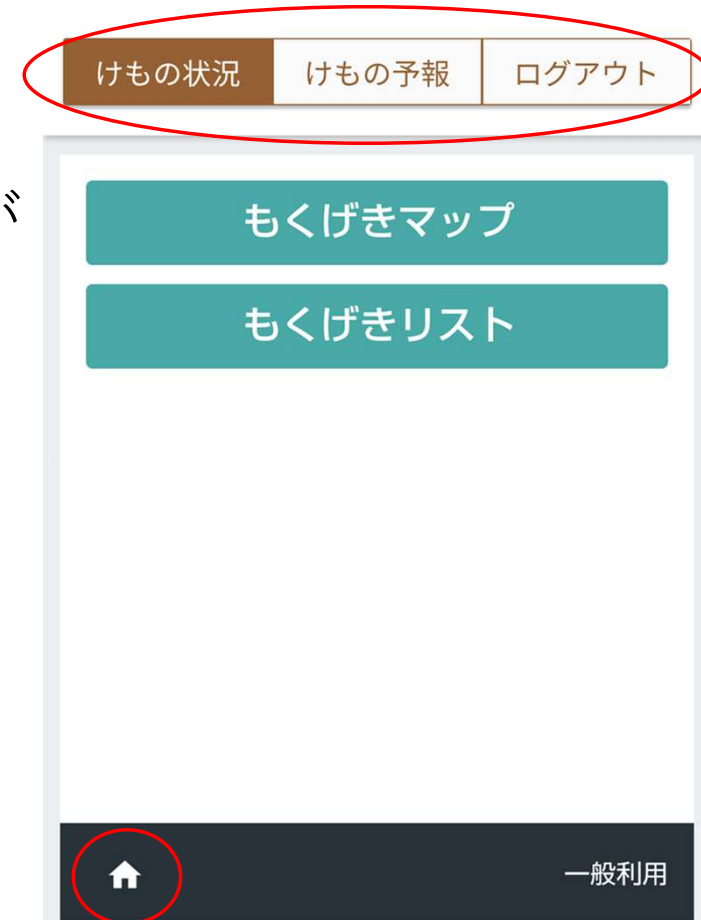 けもの状況 けもの予報 ログアウト
が
もくげきマップ
もくげきリスト
一般利用